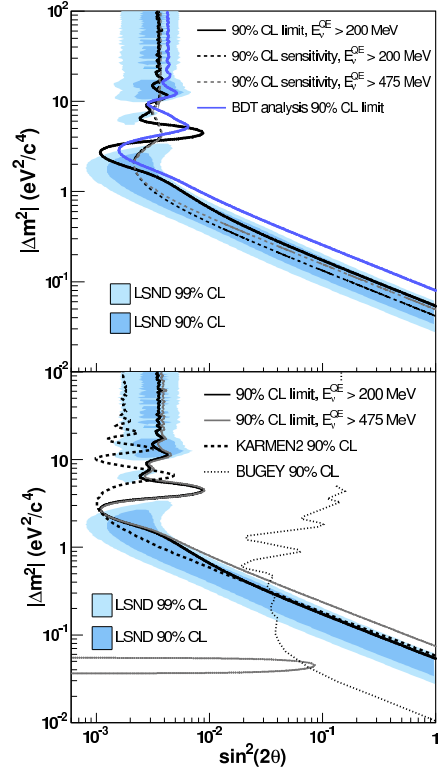 10²
90% CL limit, E_ν^QE > 200 MeV
90% CL sensitivity, E_ν^QE > 200 MeV
90% CL sensitivity, E_ν^QE > 475 MeV
BDT analysis 90% CL limit
10
|Δm²| (eV²/c⁴)
1
10⁻¹
LSND 99% CL
LSND 90% CL
10²
90% CL limit, E_ν^QE > 200 MeV
90% CL limit, E_ν^QE > 475 MeV
KARMEN2 90% CL
BUGEY 90% CL
10
|Δm²| (eV²/c⁴)
1
LSND 99% CL
LSND 90% CL
10⁻¹
10⁻²
10⁻³ 10⁻² 10⁻¹ 1
sin²(2θ)